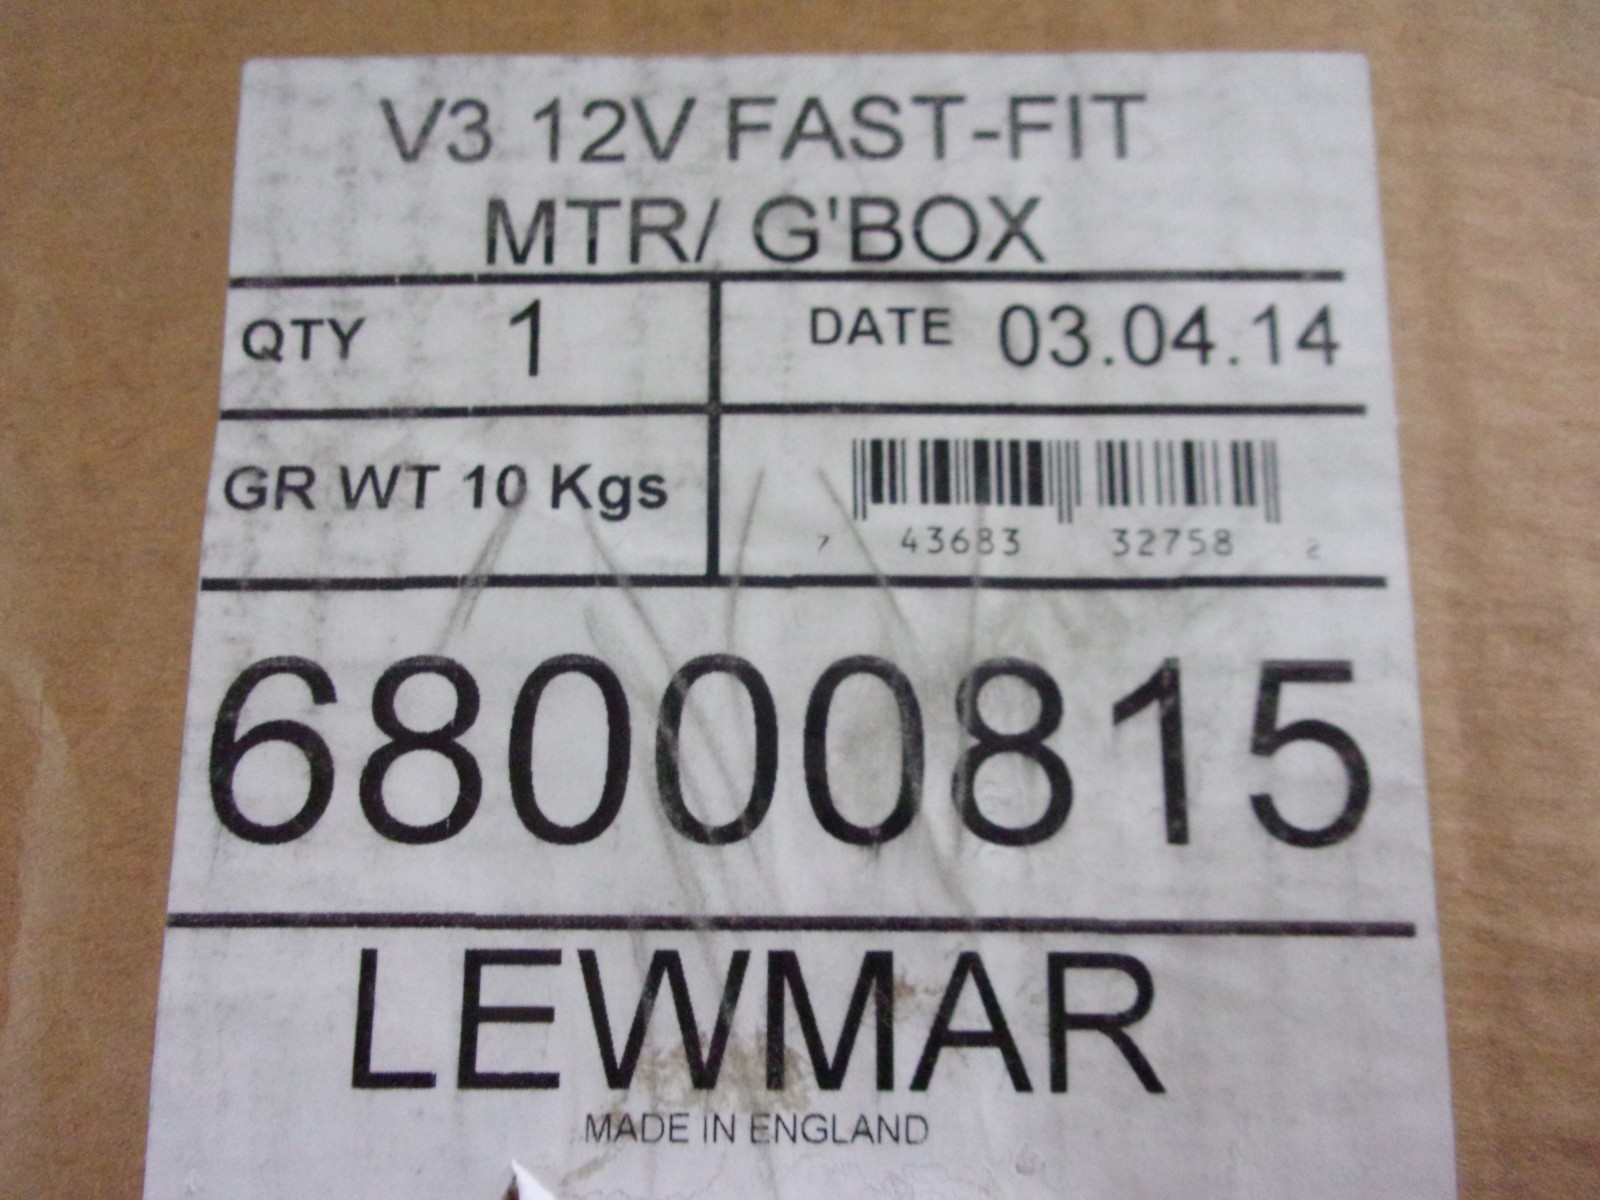 V3 12V FAST-FIT
MTR/ G'BOX
QTY 1 DATE 03.04.14
GR WT 10 Kgs
7 43683 32758 2
68000815
LEWMAR
MADE IN ENGLAND